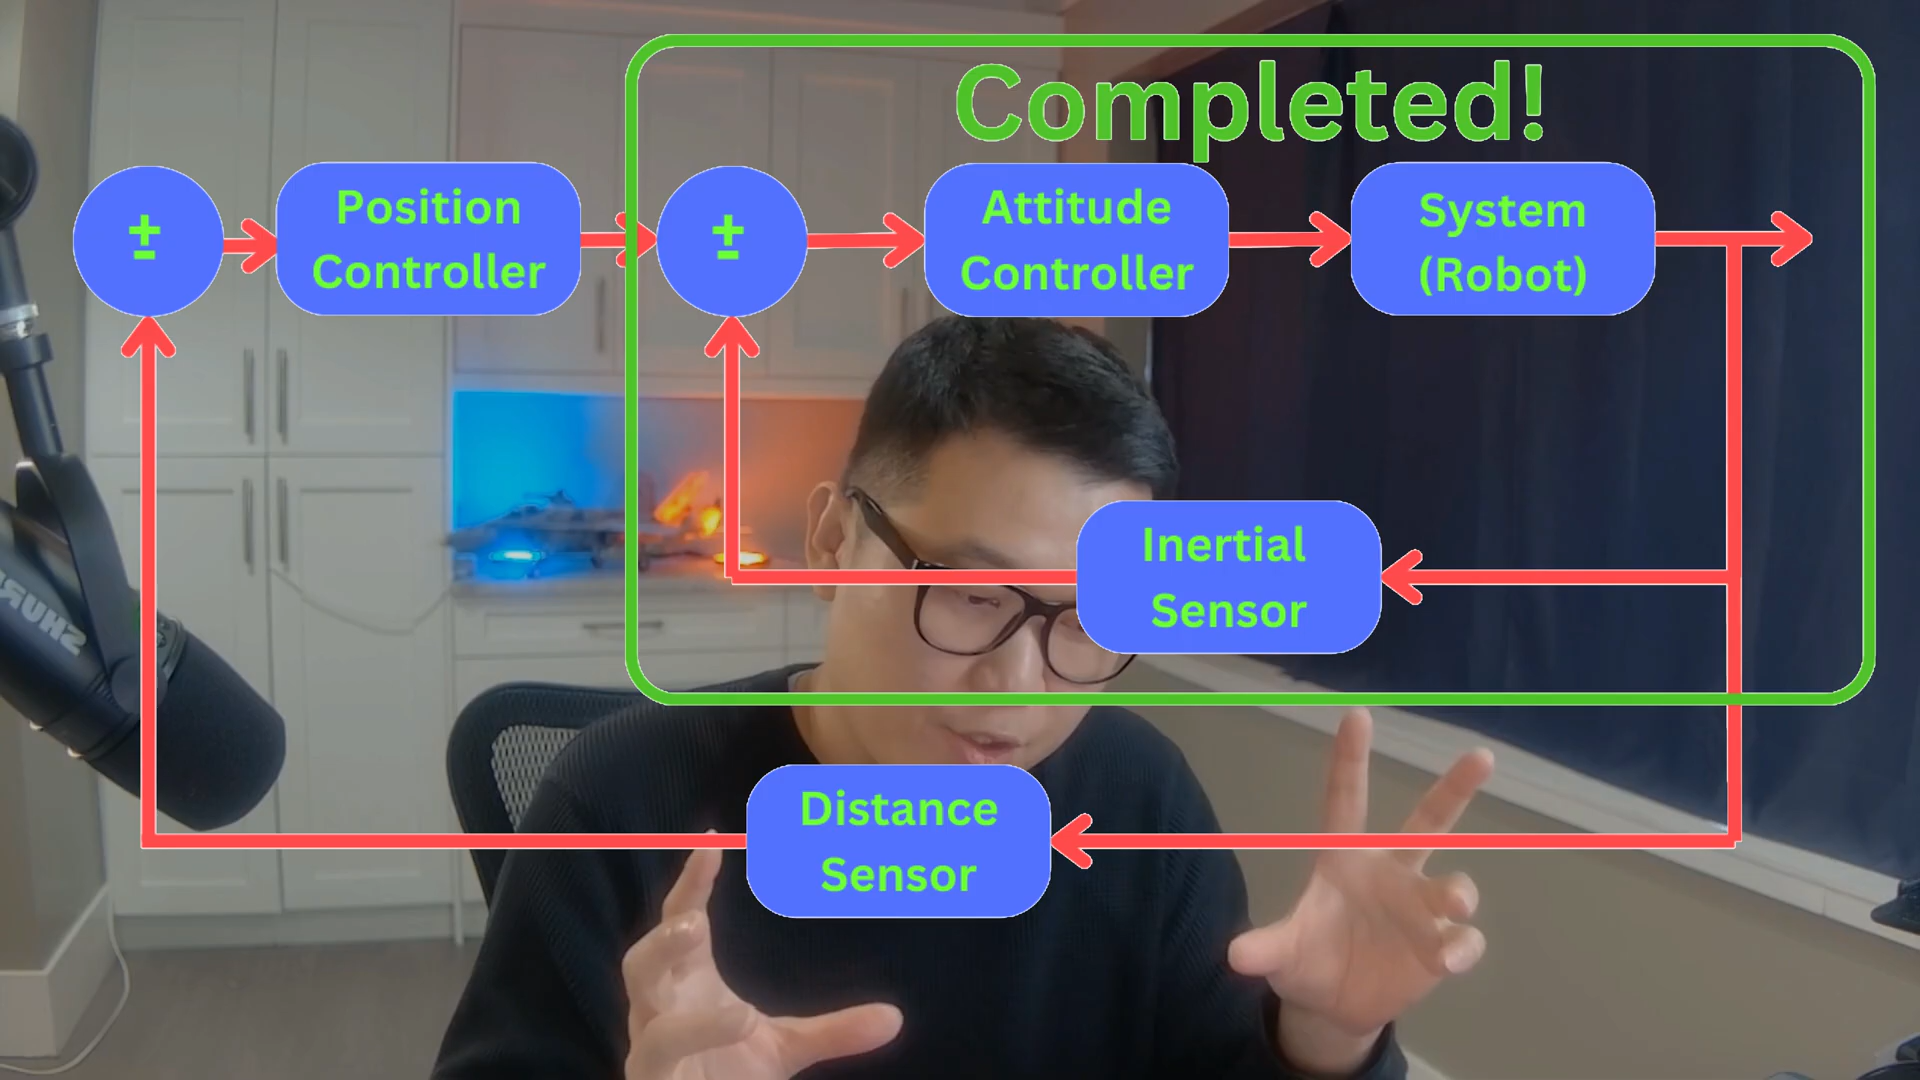 Completed!
±
Position
Controller
±
Attitude
Controller
System
(Robot)
Inertial
Sensor
Distance
Sensor
SHURE